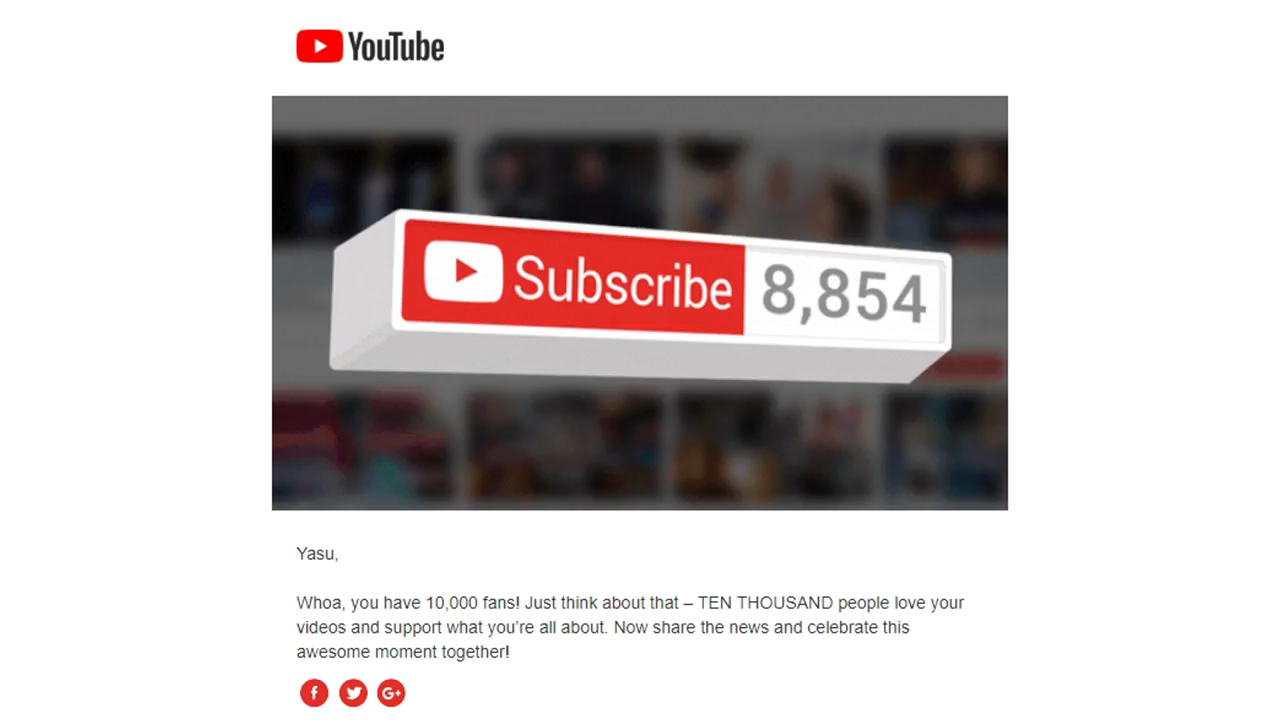 YouTube
Subscribe 8,854
Yasu,
Whoa, you have 10,000 fans! Just think about that – TEN THOUSAND people love your
videos and support what you’re all about. Now share the news and celebrate this
awesome moment together!
f G+